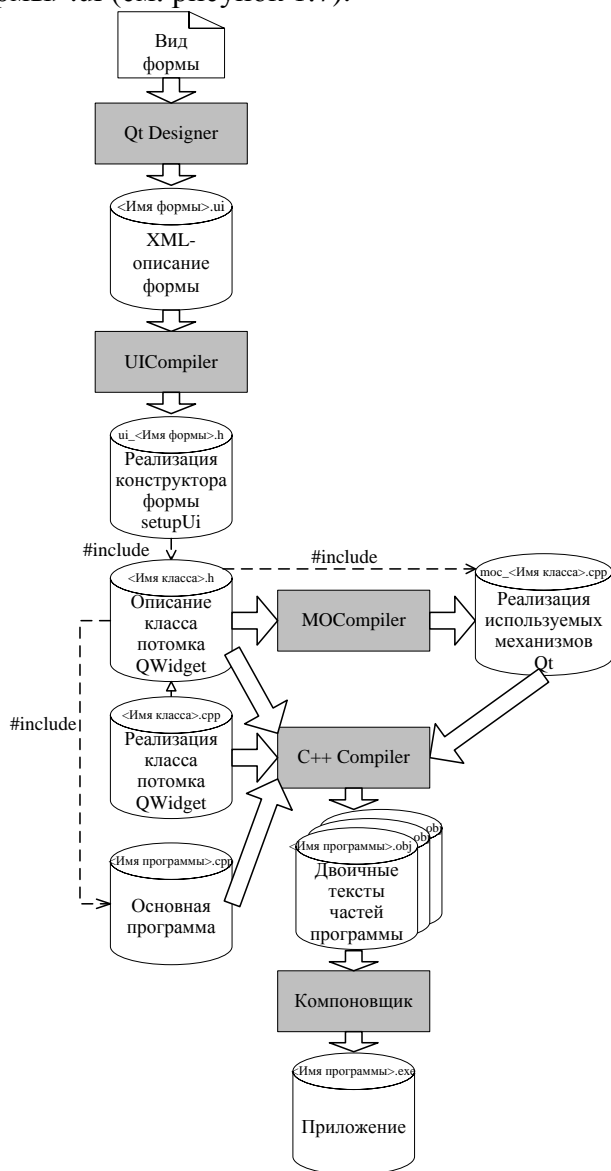 .ui (см. рисунок 1.7).
Вид
формы
Qt Designer
<Имя формы>.ui
XML-
описание
формы
UICompiler
ui_<Имя формы>.h
Реализация
конструктора
формы
setupUi
#include
#include
<Имя класса>.h
Описание
класса
потомка
QWidget
MOCompiler
moc_<Имя класса>.cpp
Реализация
используемых
механизмов
Qt
#include
<Имя класса>.cpp
Реализация
класса
потомка
QWidget
C++ Compiler
<Имя программы>.cpp
Основная
программа
obj
obj
<Имя программы>.obj
Двоичные
тексты
частей
программы
Компоновщик
<Имя программы>.exe
Приложение